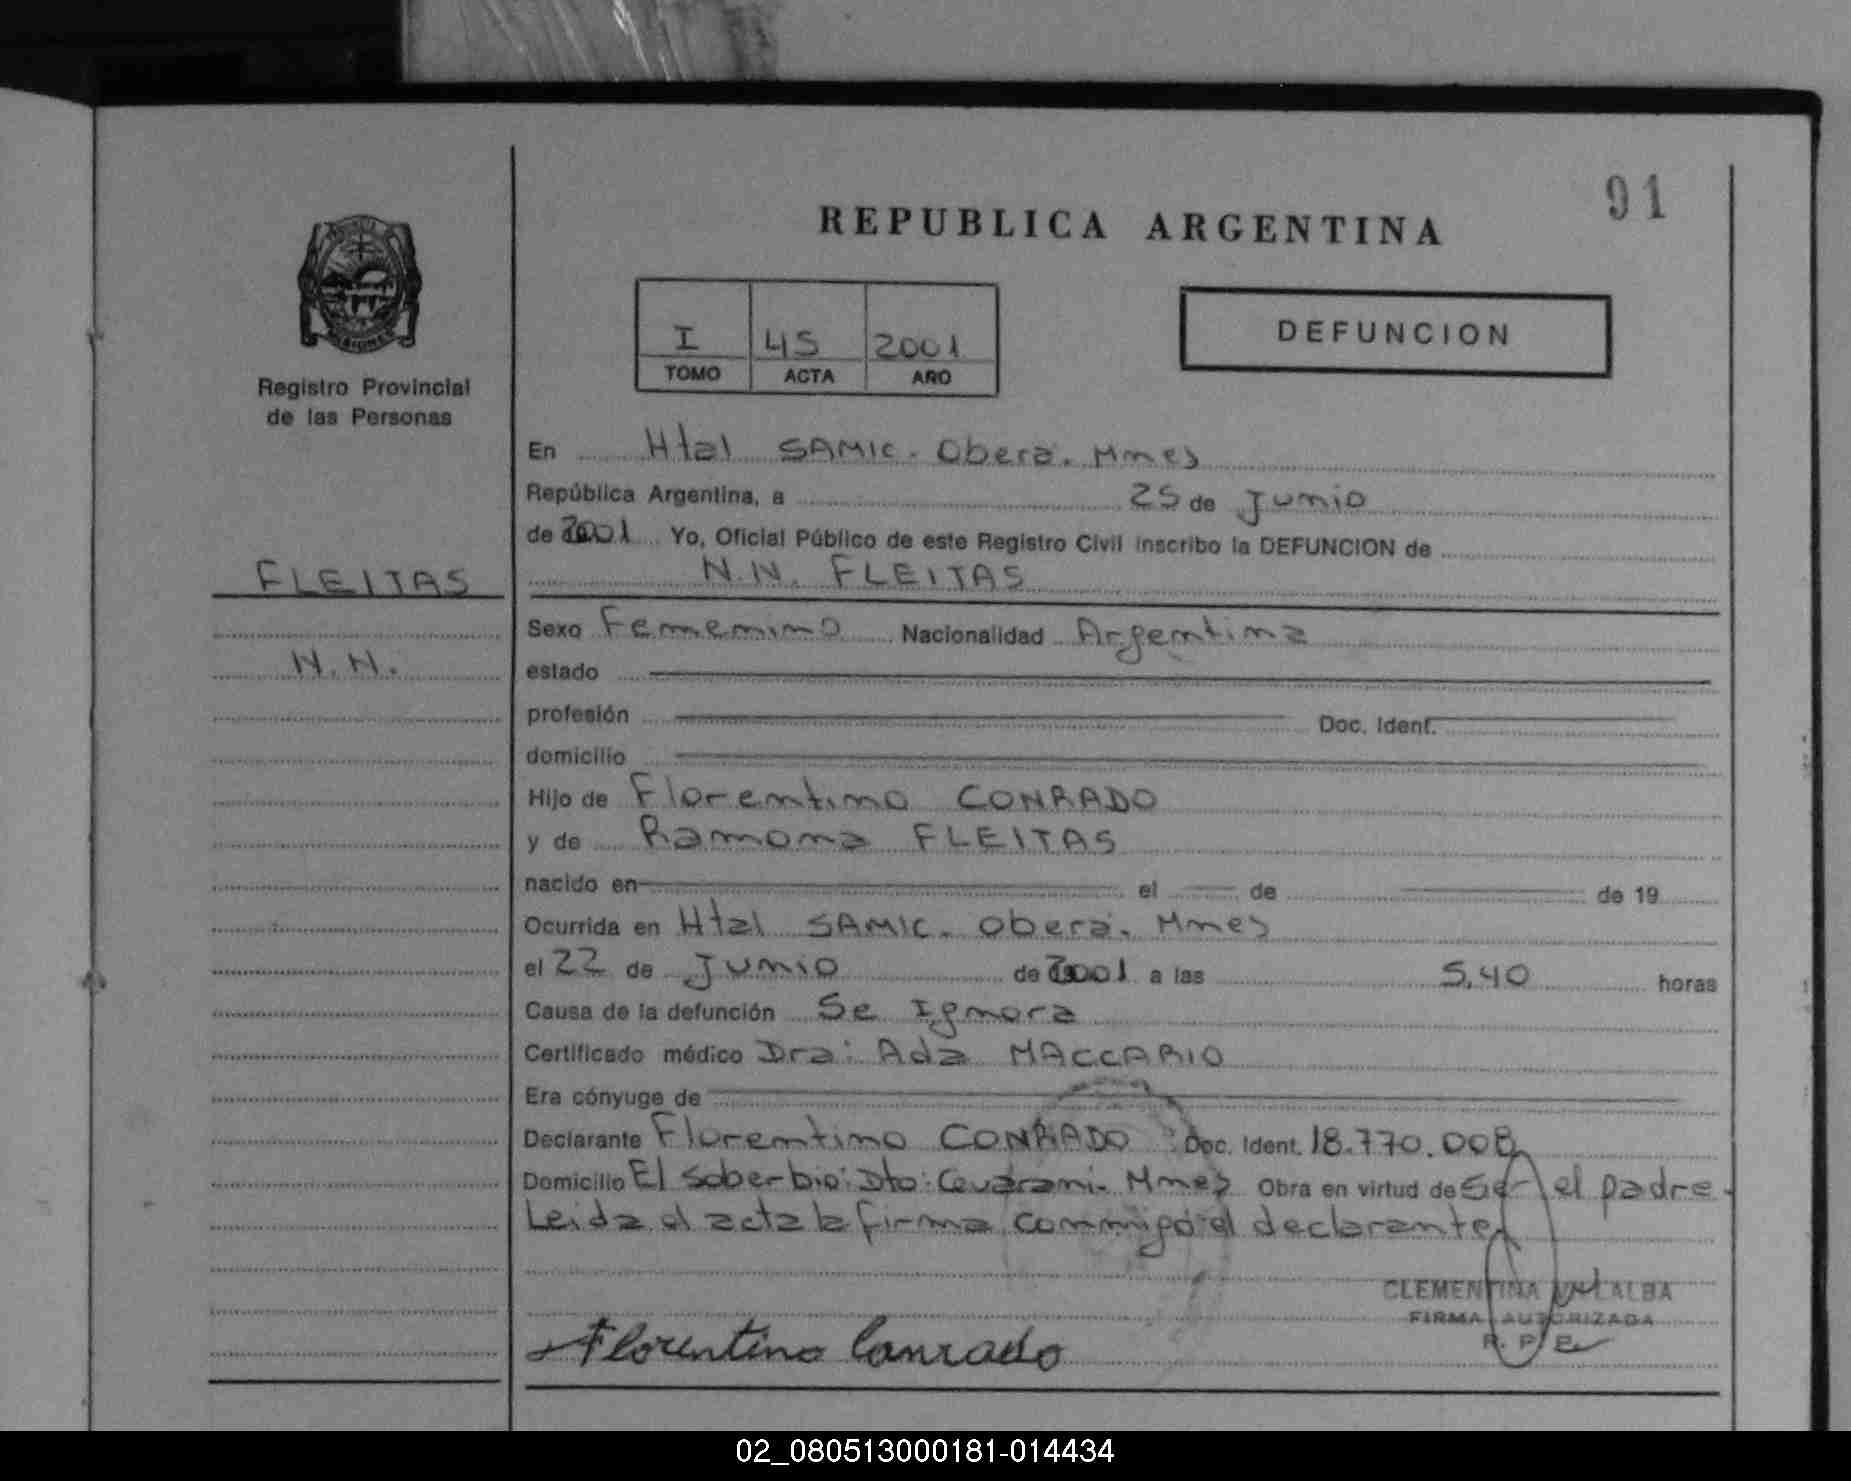 91
REPUBLICA ARGENTINA
I 45 2001
TOMO ACTA AÑO
DEFUNCION
MISIONES
Registro Provincial
de las Personas
FLEITAS
N.N.
En Htal SAMIC. Oberá. Mnes
República Argentina, a 25 de Junio
de 2001 Yo, Oficial Público de este Registro Civil inscribo la DEFUNCION de
N.N. FLEITAS
Sexo Femenino Nacionalidad Argentina
estado
profesión Doc. Ident.
domicilio
Hijo de Florentino CONRADO
y de Ramona FLEITAS
nacido en el de de 19
Ocurrida en Htal SAMIC. Oberá. Mnes
el 22 de Junio de 2001 a las 5,40 horas
Causa de la defunción Se Ignora
Certificado médico Dra: Ada MACCARIO
Era cónyuge de
Declarante Florentino CONRADO Doc. Ident. 18.770.008
Domicilio El Soberbio: Dto: Guarani. Mnes Obra en virtud de Ser el padre.
Leida el acta la firma conmigo el declarante
CLEMENTINA VILLALBA
FIRMA AUTORIZADA
R. P. P.
Florentino Conrado
02_080513000181-014434